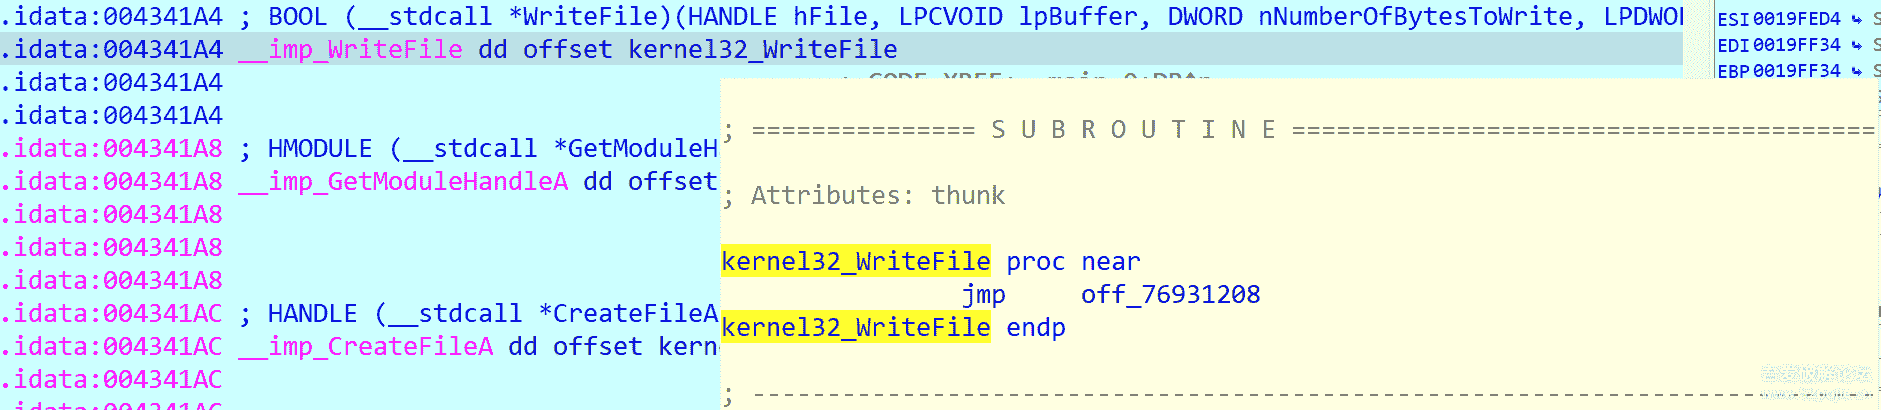 .idata:004341A4 ; BOOL (__stdcall *WriteFile)(HANDLE hFile, LPCVOID lpBuffer, DWORD nNumberOfBytesToWrite, LPDWO
.idata:004341A4 __imp_WriteFile dd offset kernel32_WriteFile
.idata:004341A4
.idata:004341A4
.idata:004341A8 ; HMODULE (__stdcall *GetModuleH
.idata:004341A8 __imp_GetModuleHandleA dd offset
.idata:004341A8
.idata:004341A8
.idata:004341A8
.idata:004341AC ; HANDLE (__stdcall *CreateFileA
.idata:004341AC __imp_CreateFileA dd offset kern
.idata:004341AC
.idata:004341AC
; =============== S U B R O U T I N E =======================================
; Attributes: thunk
kernel32_WriteFile proc near
jmp off_76931208
kernel32_WriteFile endp
; ---------------------------------------------------------------------------
ESI 0019FED4
EDI 0019FF34
EBP 0019FF34